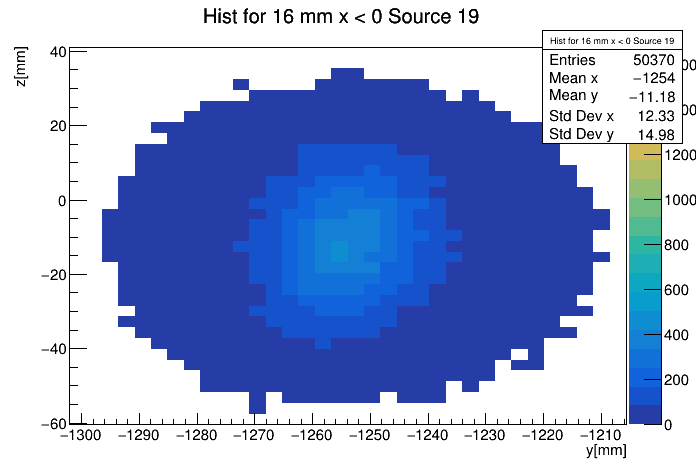 Hist for 16 mm x < 0 Source 19
z[mm]
Hist for 16 mm x < 0 Source 19
Entries 50370
Mean x −1254
Mean y −11.18
Std Dev x 12.33
Std Dev y 14.98
40
20
0
−20
−40
−60
1200
1000
800
600
400
200
0
−1300 −1290 −1280 −1270 −1260 −1250 −1240 −1230 −1220 −1210
y[mm]